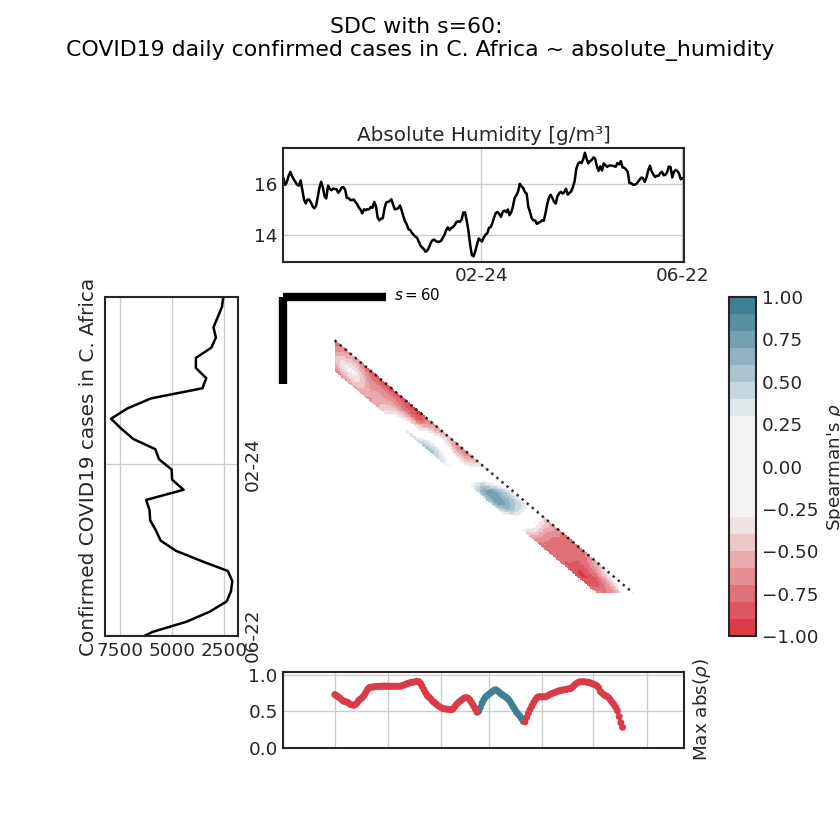 SDC with s=60:
COVID19 daily confirmed cases in C. Africa ~ absolute_humidity
Absolute Humidity [g/m³]
16
14
02-24
06-22
s = 60
Confirmed COVID19 cases in C. Africa
02-24
06-22
7500 5000 2500
1.00
0.75
0.50
0.25
0.00
−0.25
−0.50
−0.75
−1.00
Spearman's ρ
1.0
0.5
0.0
Max abs(ρ)